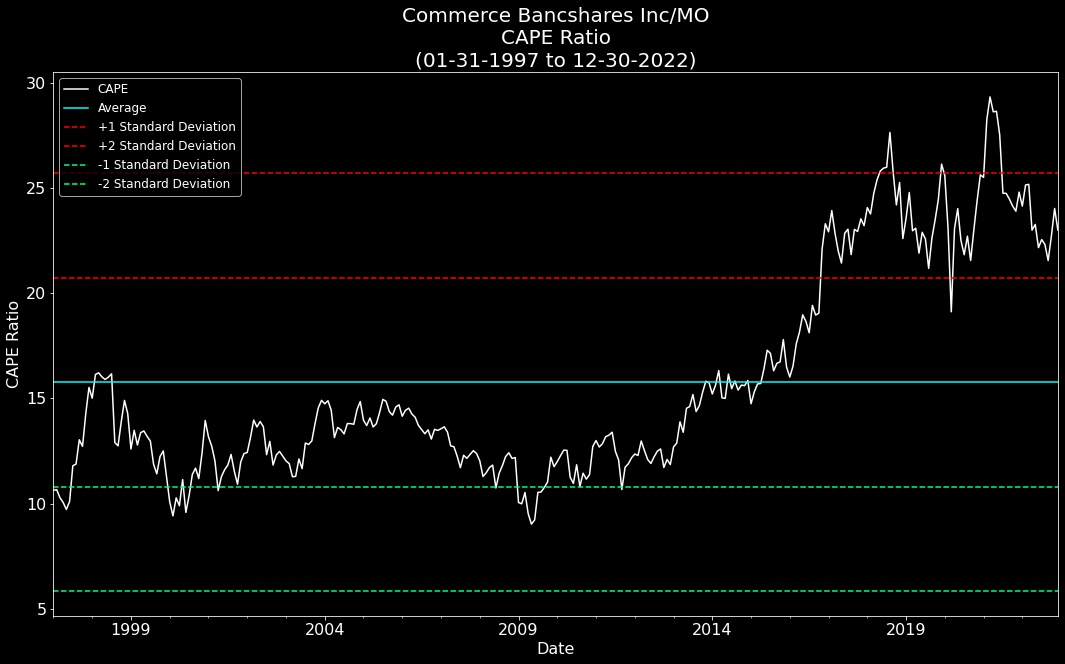 Commerce Bancshares Inc/MO
CAPE Ratio
(01-31-1997 to 12-30-2022)
30
25
20
15
10
5
CAPE Ratio
CAPE
Average
+1 Standard Deviation
+2 Standard Deviation
-1 Standard Deviation
-2 Standard Deviation
1999
2004
2009
2014
2019
Date